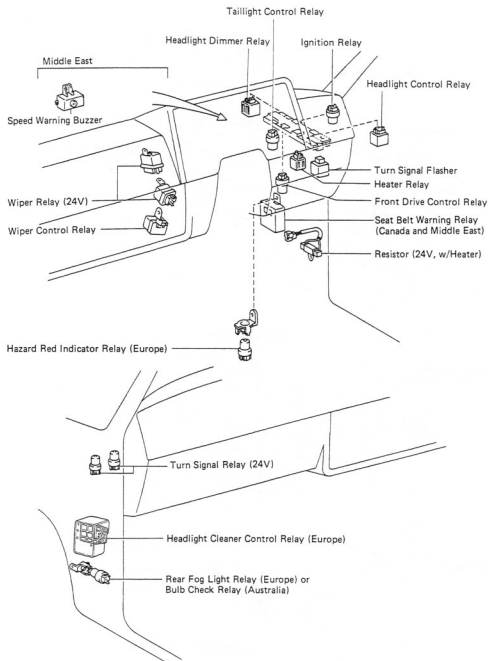 Taillight Control Relay
Headlight Dimmer Relay
Ignition Relay
Middle East
Headlight Control Relay
Speed Warning Buzzer
Turn Signal Flasher
Heater Relay
Wiper Relay (24V)
Front Drive Control Relay
Seat Belt Warning Relay
(Canada and Middle East)
Wiper Control Relay
Resistor (24V, w/Heater)
Hazard Red Indicator Relay (Europe)
Turn Signal Relay (24V)
Headlight Cleaner Control Relay (Europe)
Rear Fog Light Relay (Europe) or
Bulb Check Relay (Australia)